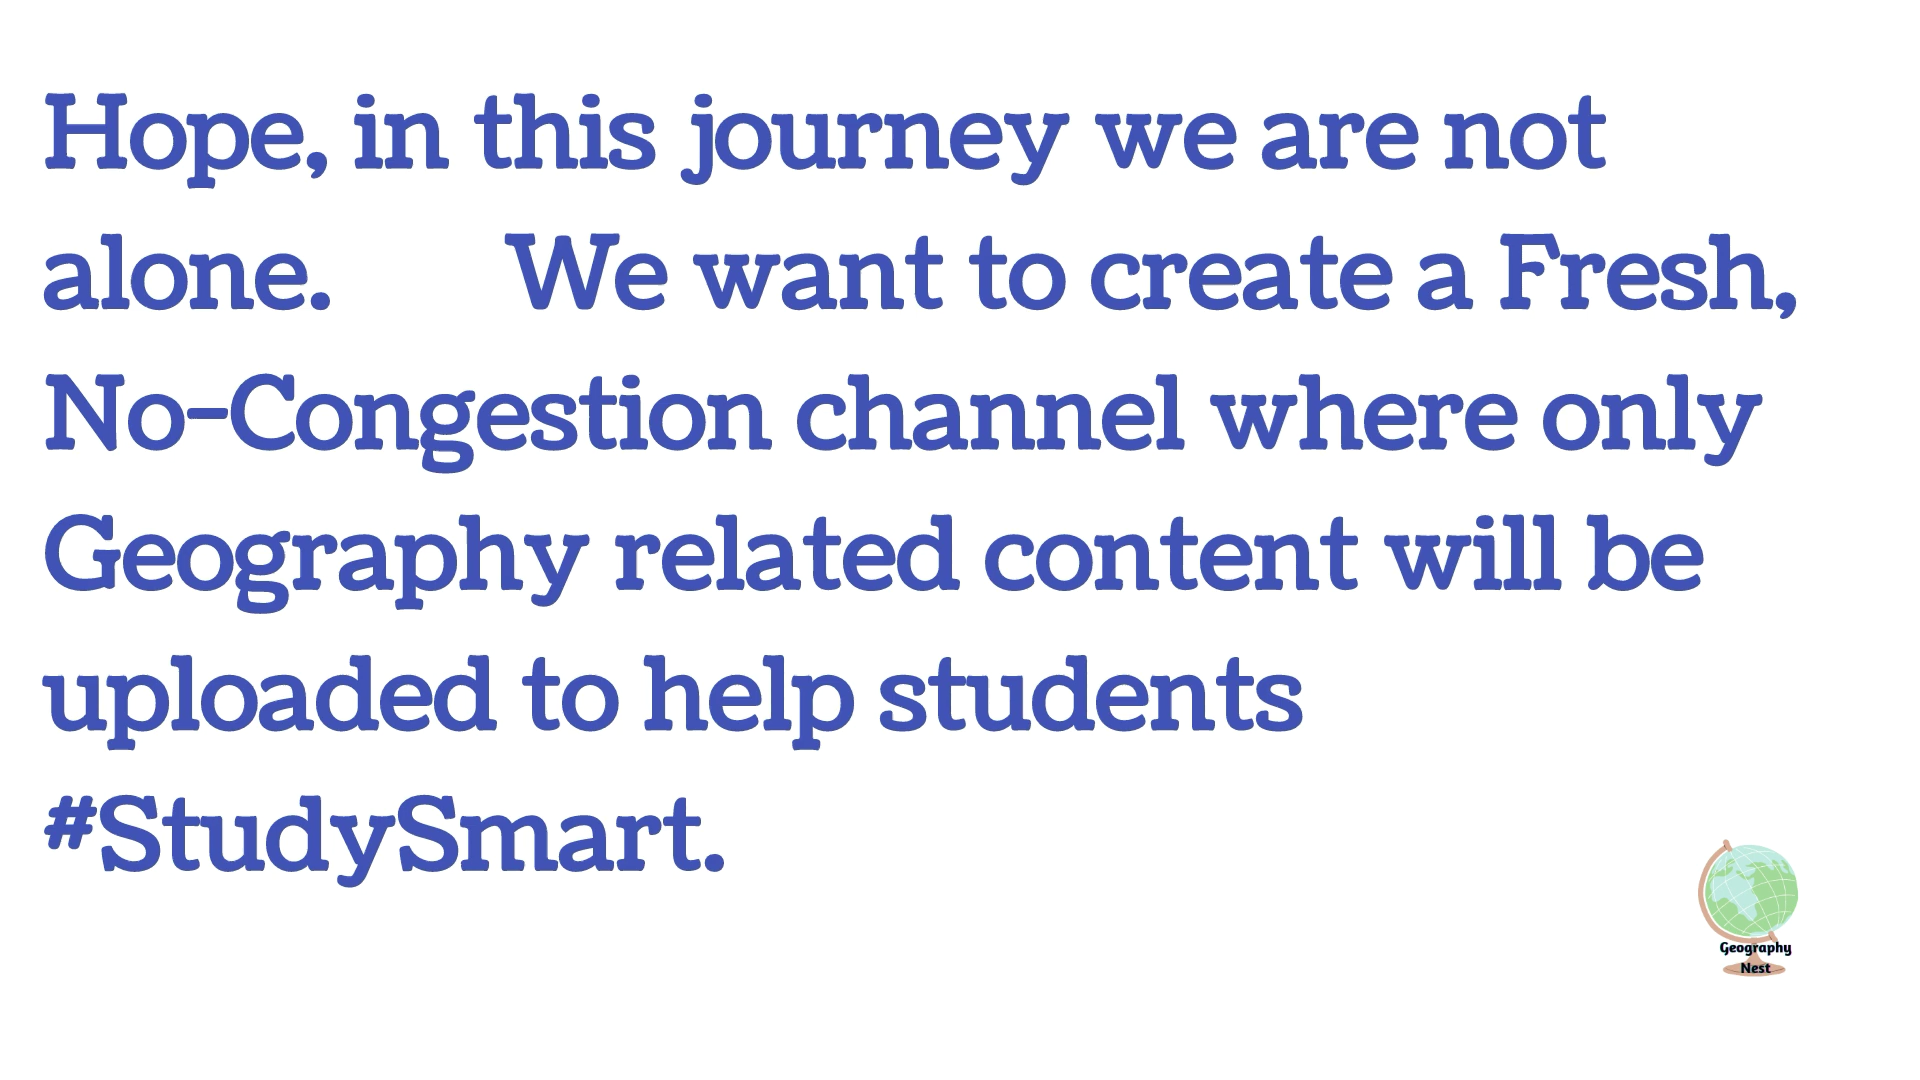 Hope, in this journey we are not
alone. We want to create a Fresh,
No-Congestion channel where only
Geography related content will be
uploaded to help students
#StudySmart.
Geography
Nest